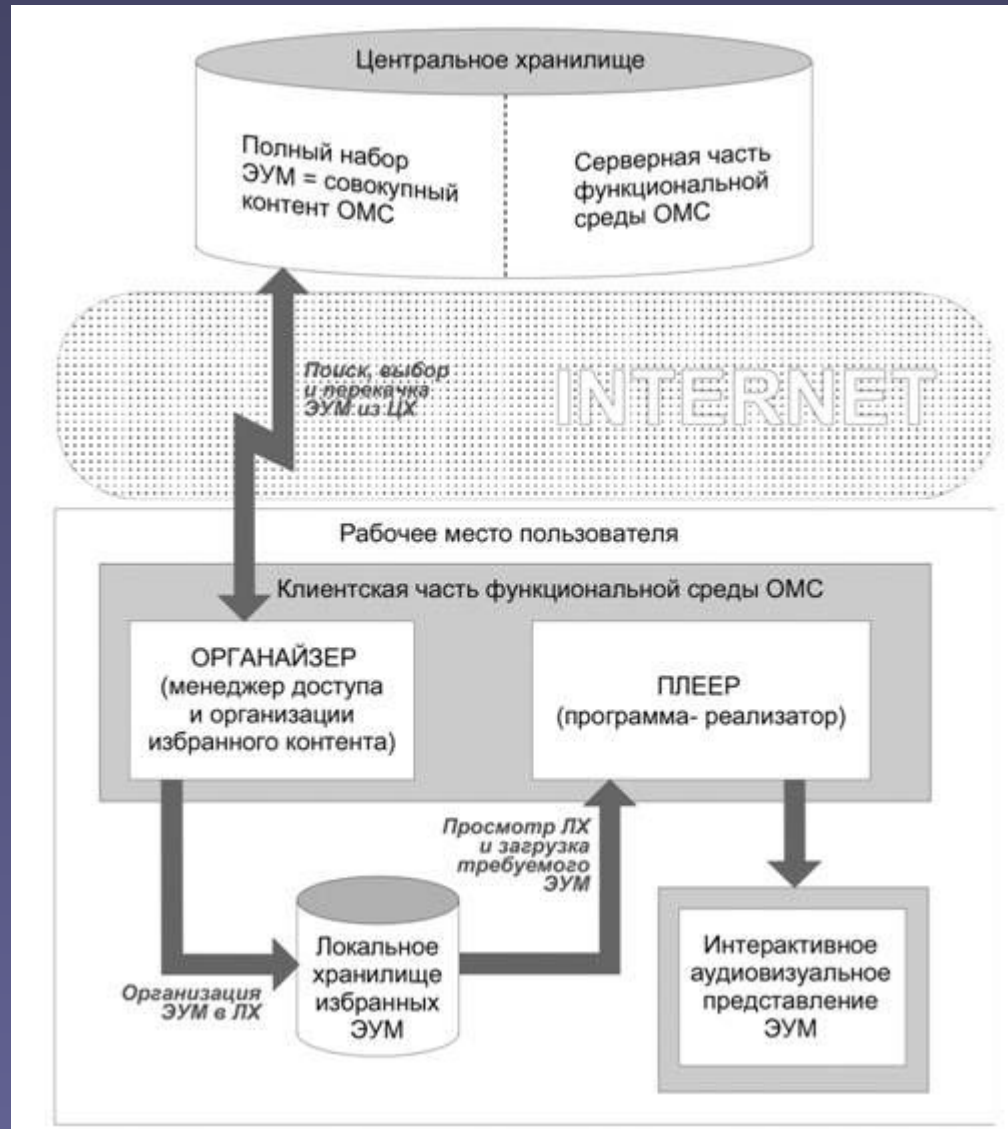 Центральное хранилище
Полный набор
ЭУМ = совокупный
контент ОМС
Серверная часть
функциональной
среды ОМС
Поиск, выбор
и перекачка
ЭУМ из ЦХ
INTERNET
Рабочее место пользователя
Клиентская часть функциональной среды ОМС
ОРГАНАЙЗЕР
(менеджер доступа
и организации
избранного контента)
ПЛЕЕР
(программа- реализатор)
Просмотр ЛХ
и загрузка
требуемого
ЭУМ
Организация
ЭУМ в ЛХ
Локальное
хранилище
избранных
ЭУМ
Интерактивное
аудиовизуальное
представление
ЭУМ